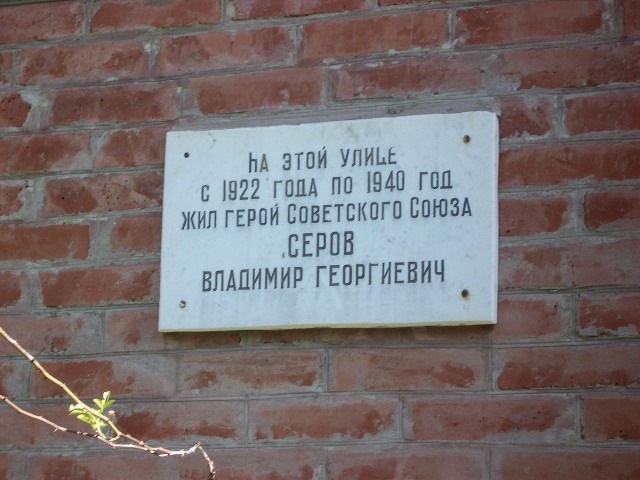 НА ЭТОЙ УЛИЦЕ
С 1922 ГОДА ПО 1940 ГОД
ЖИЛ ГЕРОЙ СОВЕТСКОГО СОЮЗА
СЕРОВ
ВЛАДИМИР ГЕОРГИЕВИЧ